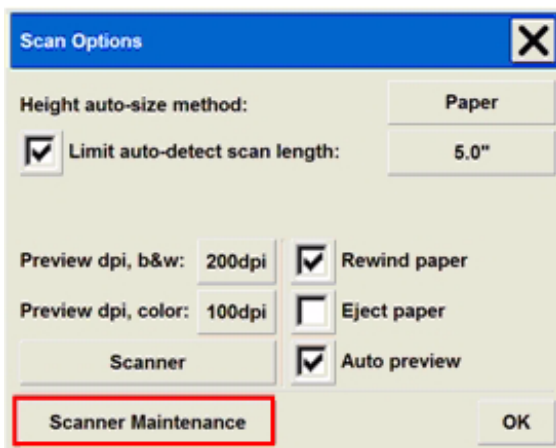 Scan Options
Height auto-size method: Paper
Limit auto-detect scan length: 5.0"
Preview dpi, b&w: 200dpi Rewind paper
Preview dpi, color: 100dpi Eject paper
Scanner Auto preview
Scanner Maintenance OK